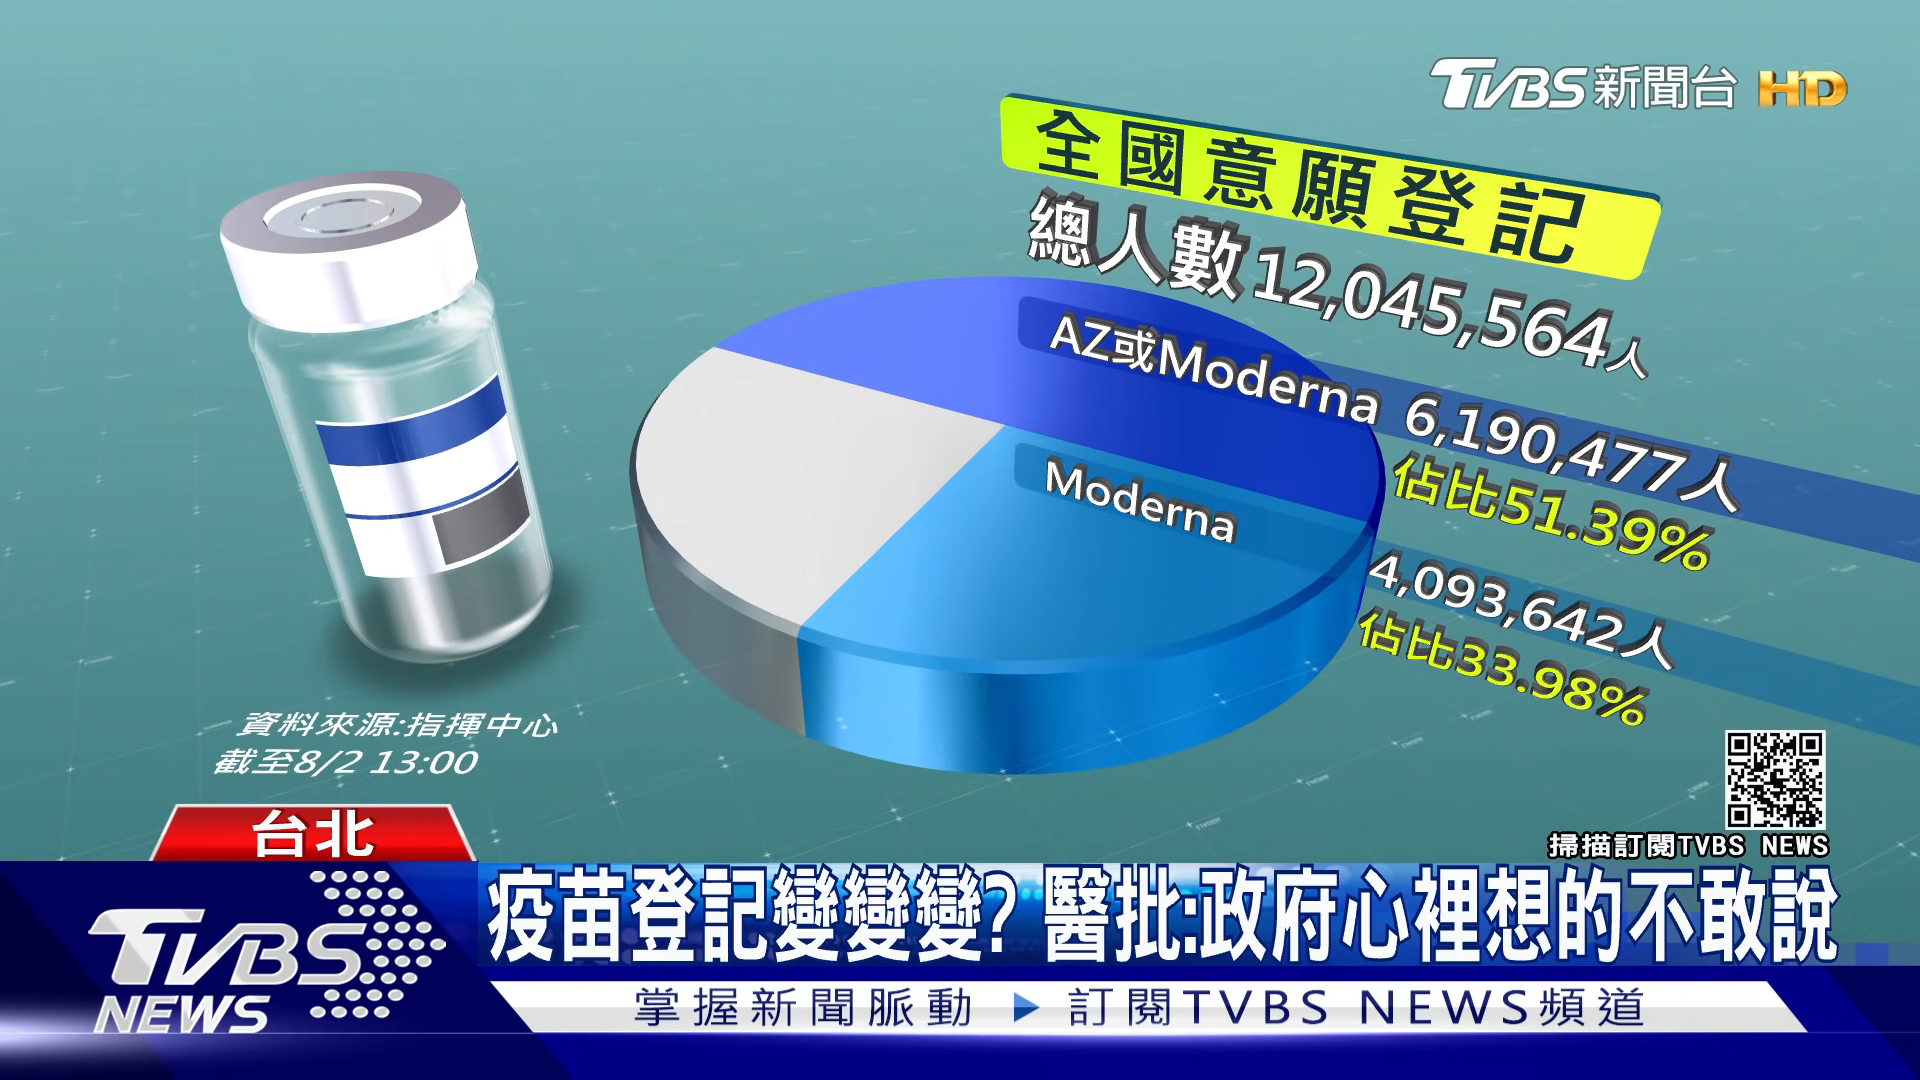 TVBS新聞台 HD
全國意願登記
總人數12,045,564人
AZ或Moderna 6,190,477人
佔比51.39%
Moderna 4,093,642人
佔比33.98%
資料來源:指揮中心
截至8/2 13:00
掃描訂閱TVBS NEWS
台北
疫苗登記變變變? 醫批:政府心裡想的不敢說
TVBS NEWS
掌握新聞脈動 ▶ 訂閱TVBS NEWS頻道